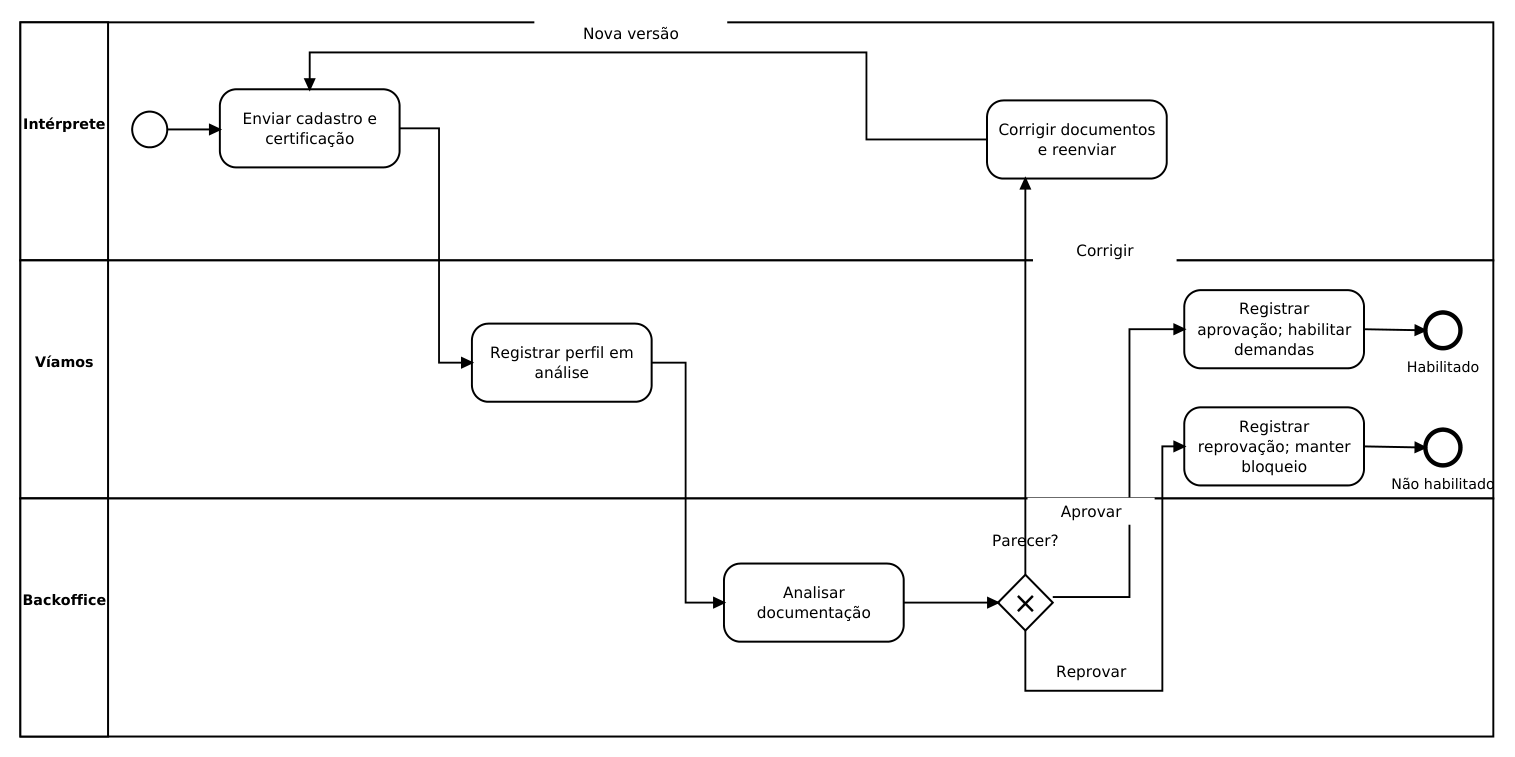 Nova versão
Intérprete
Enviar cadastro e
certificação
Corrigir documentos
e reenviar
Corrigir
Víamos
Registrar perfil em
análise
Registrar
aprovação; habilitar
demandas
Habilitado
Registrar
reprovação; manter
bloqueio
Não habilitado
Backoffice
Aprovar
Parecer?
Analisar
documentação
Reprovar